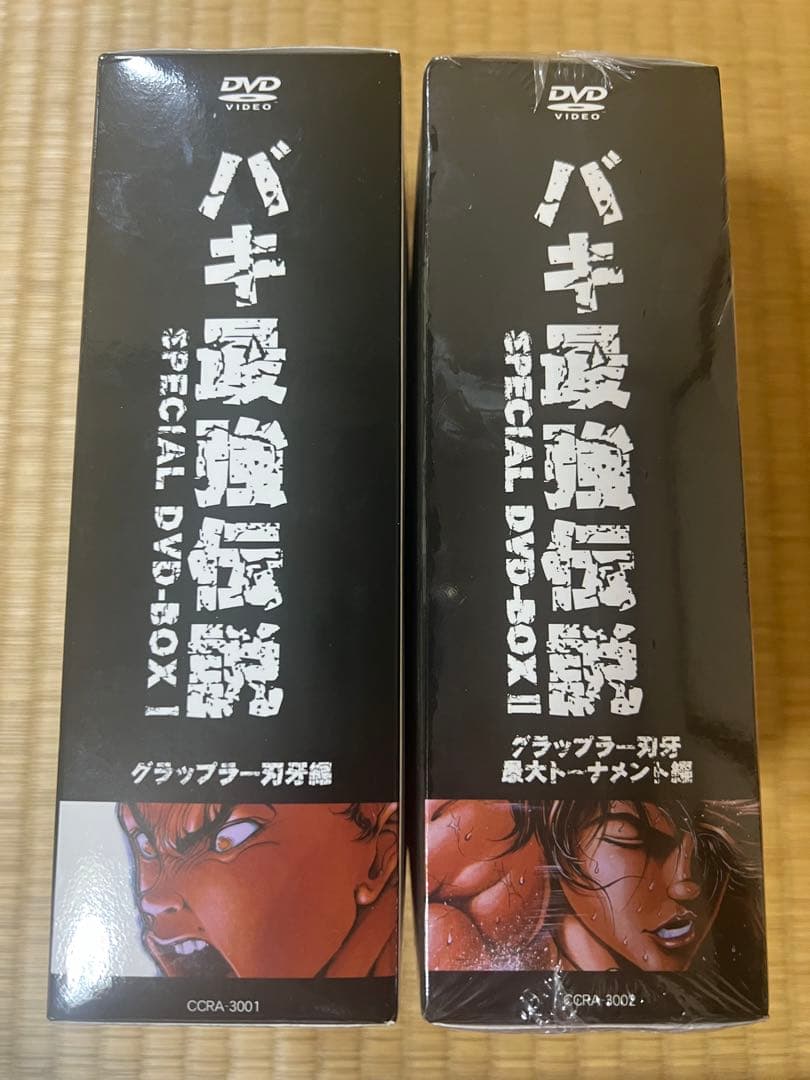 DVD
VIDEO
バキ最強伝説
SPECIAL DVD-BOX I
グラップラー刃牙編
CCRA-3001
DVD
VIDEO
バキ最強伝説
SPECIAL DVD-BOX II
グラップラー刃牙
最大トーナメント編
CCRA-3002